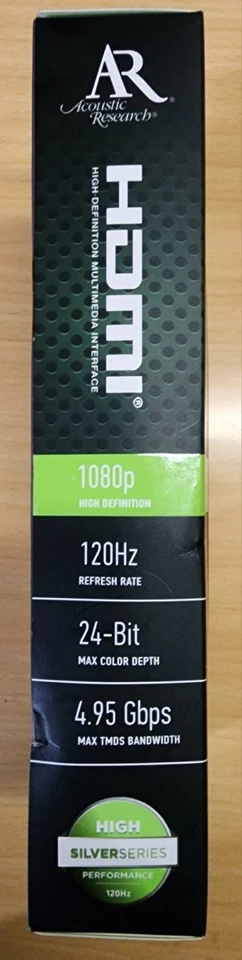 AR®
Acoustic
Research®
HDMI®
HIGH-DEFINITION MULTIMEDIA INTERFACE
1080p
HIGH DEFINITION
120Hz
REFRESH RATE
24-Bit
MAX COLOR DEPTH
4.95 Gbps
MAX TMDS BANDWIDTH
HIGH
SILVERSERIES
PERFORMANCE
120Hz